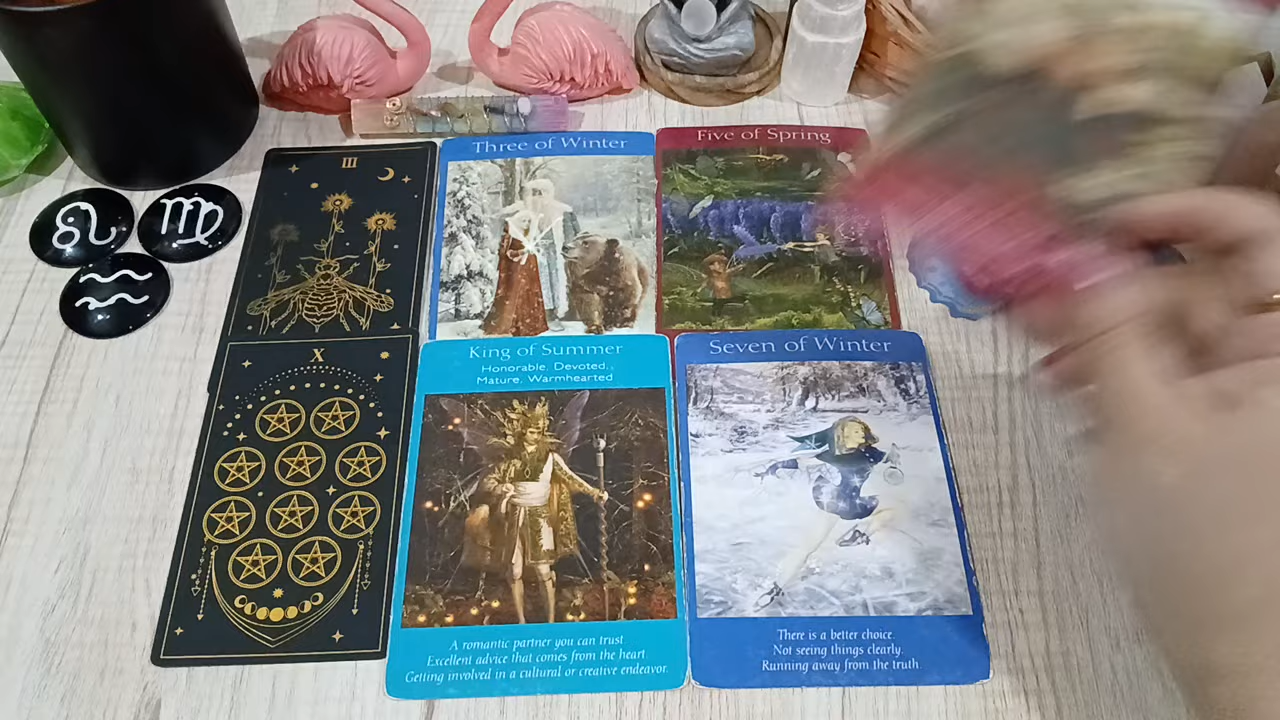 III
Three of Winter
Five of Spring
X
King of Summer
Honorable, Devoted,
Mature, Warmhearted
A romantic partner you can trust.
Excellent advice that comes from the heart.
Getting involved in a cultural or creative endeavor.
Seven of Winter
There is a better choice.
Not seeing things clearly.
Running away from the truth.